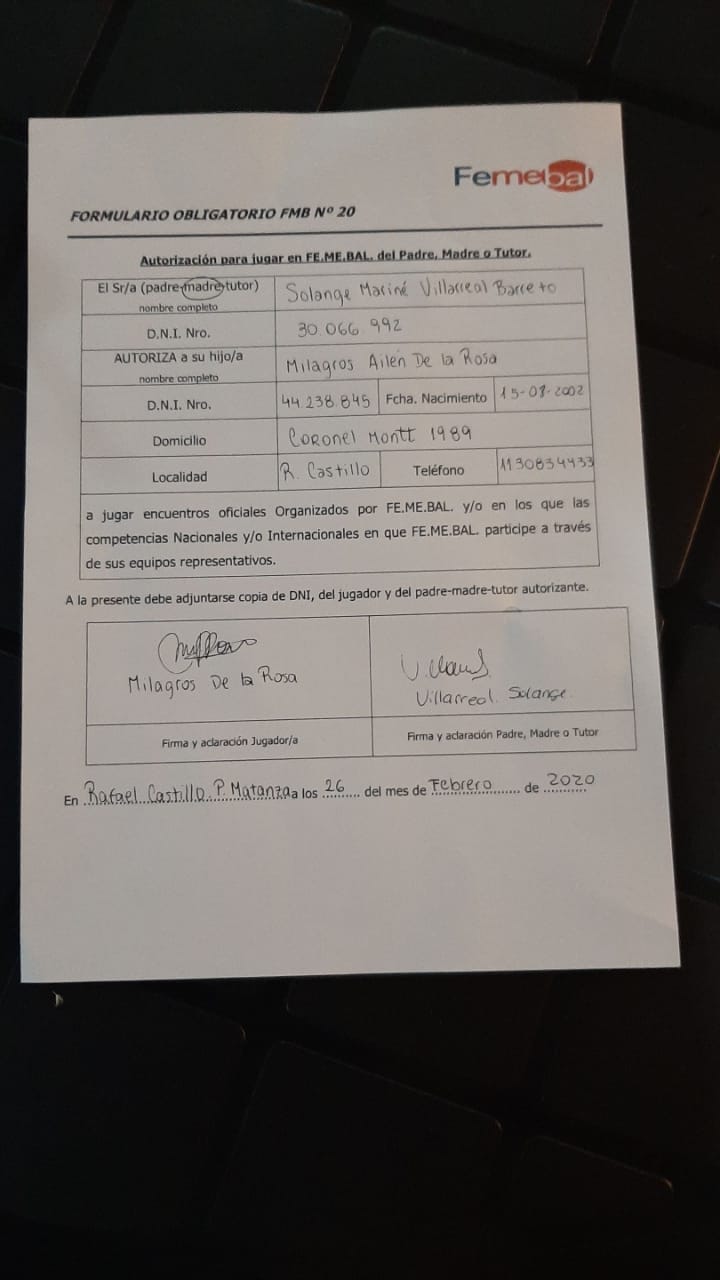 Femebal
FORMULARIO OBLIGATORIO FMB Nº 20
Autorización para jugar en FE.ME.BAL. del Padre, Madre o Tutor.
El Sr/a (padre-madre-tutor) nombre completo Solange Mariné Villarreal Barreto
D.N.I. Nro. 30.066.992
AUTORIZA a su hijo/a nombre completo Milagros Ailén De la Rosa
D.N.I. Nro. 44.238.845 Fcha. Nacimiento 15-07-2002
Domicilio Coronel Montt 1989
Localidad R. Castillo Teléfono 1130834433
a jugar encuentros oficiales Organizados por FE.ME.BAL. y/o en los que las
competencias Nacionales y/o Internacionales en que FE.ME.BAL. participe a través
de sus equipos representativos.
A la presente debe adjuntarse copia de DNI, del jugador y del padre-madre-tutor autorizante.
Milagros De la Rosa
Villarreal Solange
Firma y aclaración Jugador/a
Firma y aclaración Padre, Madre o Tutor
En Rafael Castillo P. Matanza a los 26 del mes de Febrero de 2020